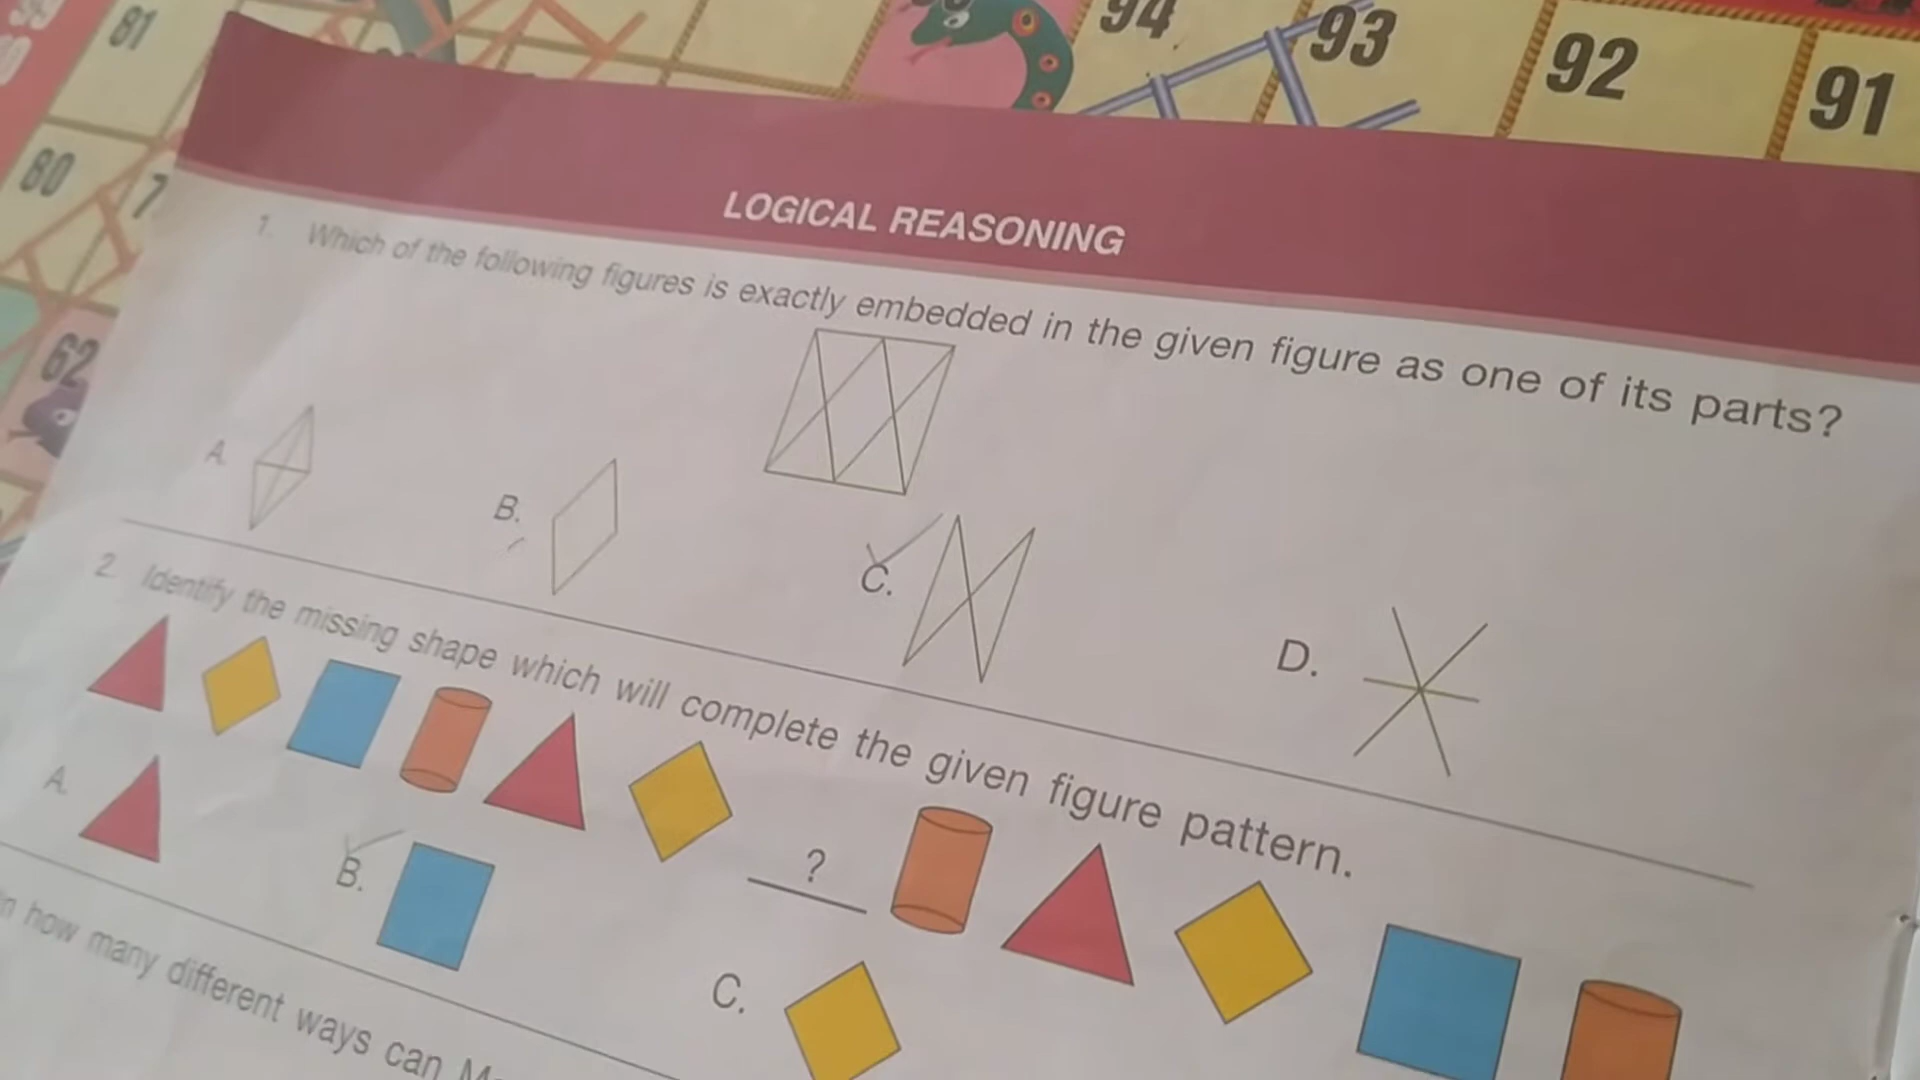 81
94
93
92
91
80
7
62
LOGICAL REASONING
1. Which of the following figures is exactly embedded in the given figure as one of its parts?
A.
B.
C.
D.
2. Identify the missing shape which will complete the given figure pattern.
?
A.
B.
C.
how many different ways can